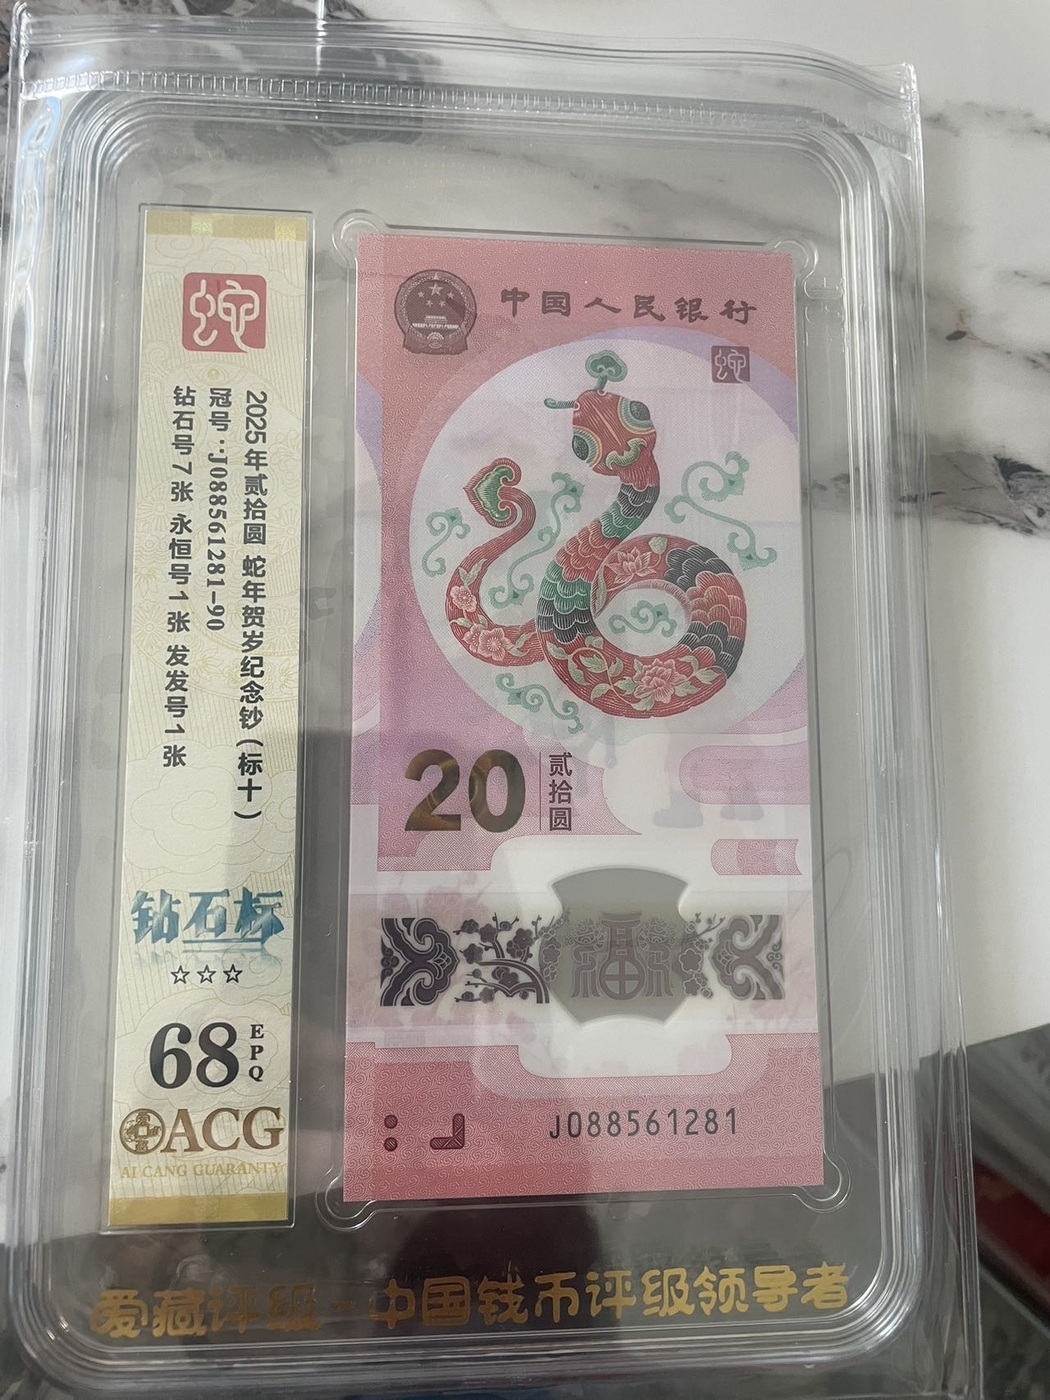 蛇
2025年贰拾圆 蛇年贺岁纪念钞(标十)
冠号:J088561281-90
钻石号7张 永恒号1张 发发号1张
钻石标
☆☆☆
68 EPQ
ACG
AI CANG GUARANTY
中国人民银行
蛇
20 贰拾圆
福
J088561281
爱藏评级-中国钱币评级领导者